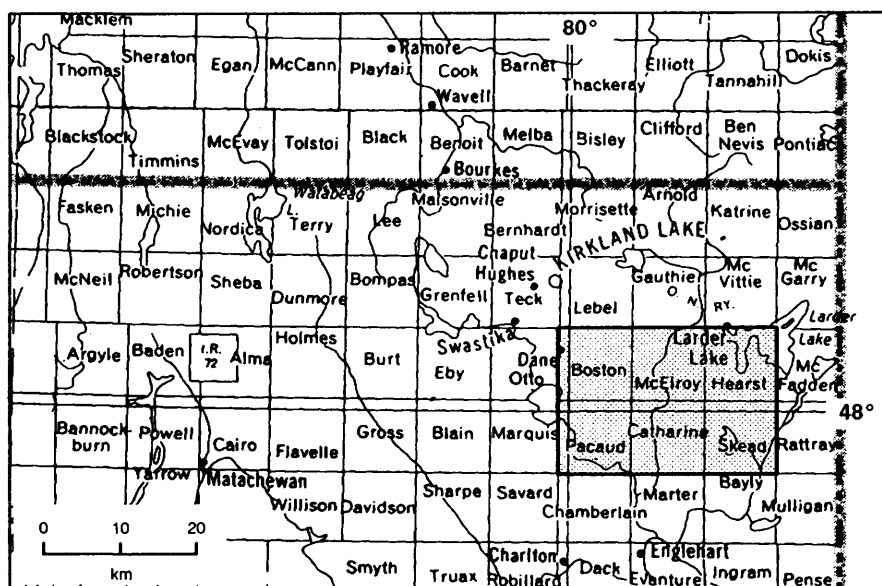 Macklem
80°
Thomas
Sheraton
Egan
McCann
Playfair
Ramore
Cook
Barnet
Thackeray
Elliott
Tannahill
Dokis
Wavell
Blackstock
Timmins
McEvay
Tolstoi
Black
Benoit
Melba
Bisley
Clifford
Ben Nevis
Pontiac
Bourkes
Fasken
Michie
Nordica
Watabeag
L.
Terry
Lee
Maisonville
Bernhardt
Morrisette
Arnold
Katrine
Ossian
KIRKLAND LAKE
McNeil
Robertson
Sheba
Dunmore
Bompas
Grenfell
Chaput
Hughes
Teck
Lebel
Gauthier
O. N. RY.
Mc
Vittie
Mc
Garry
Larder
Lake
Argyle
Baden
I.R.
72
Alma
Holmes
Burt
Eby
Swastika
Dane
Otto
Boston
McElroy
Larder
Lake
Hearst
Mc
Fadden
48°
Bannock-
burn
Powell
Cairo
Flavelle
Gross
Blain
Marquis
Pacaud
Catharine
Skead
Rattray
Yarrow
Matachewan
Willison
Davidson
Sharpe
Savard
Chamberlain
Marter
Bayly
Mulligan
0 10 20
km
Smyth
Truax
Robillard
Charlton
Dack
Englehart
Evanturel
Ingram
Pense